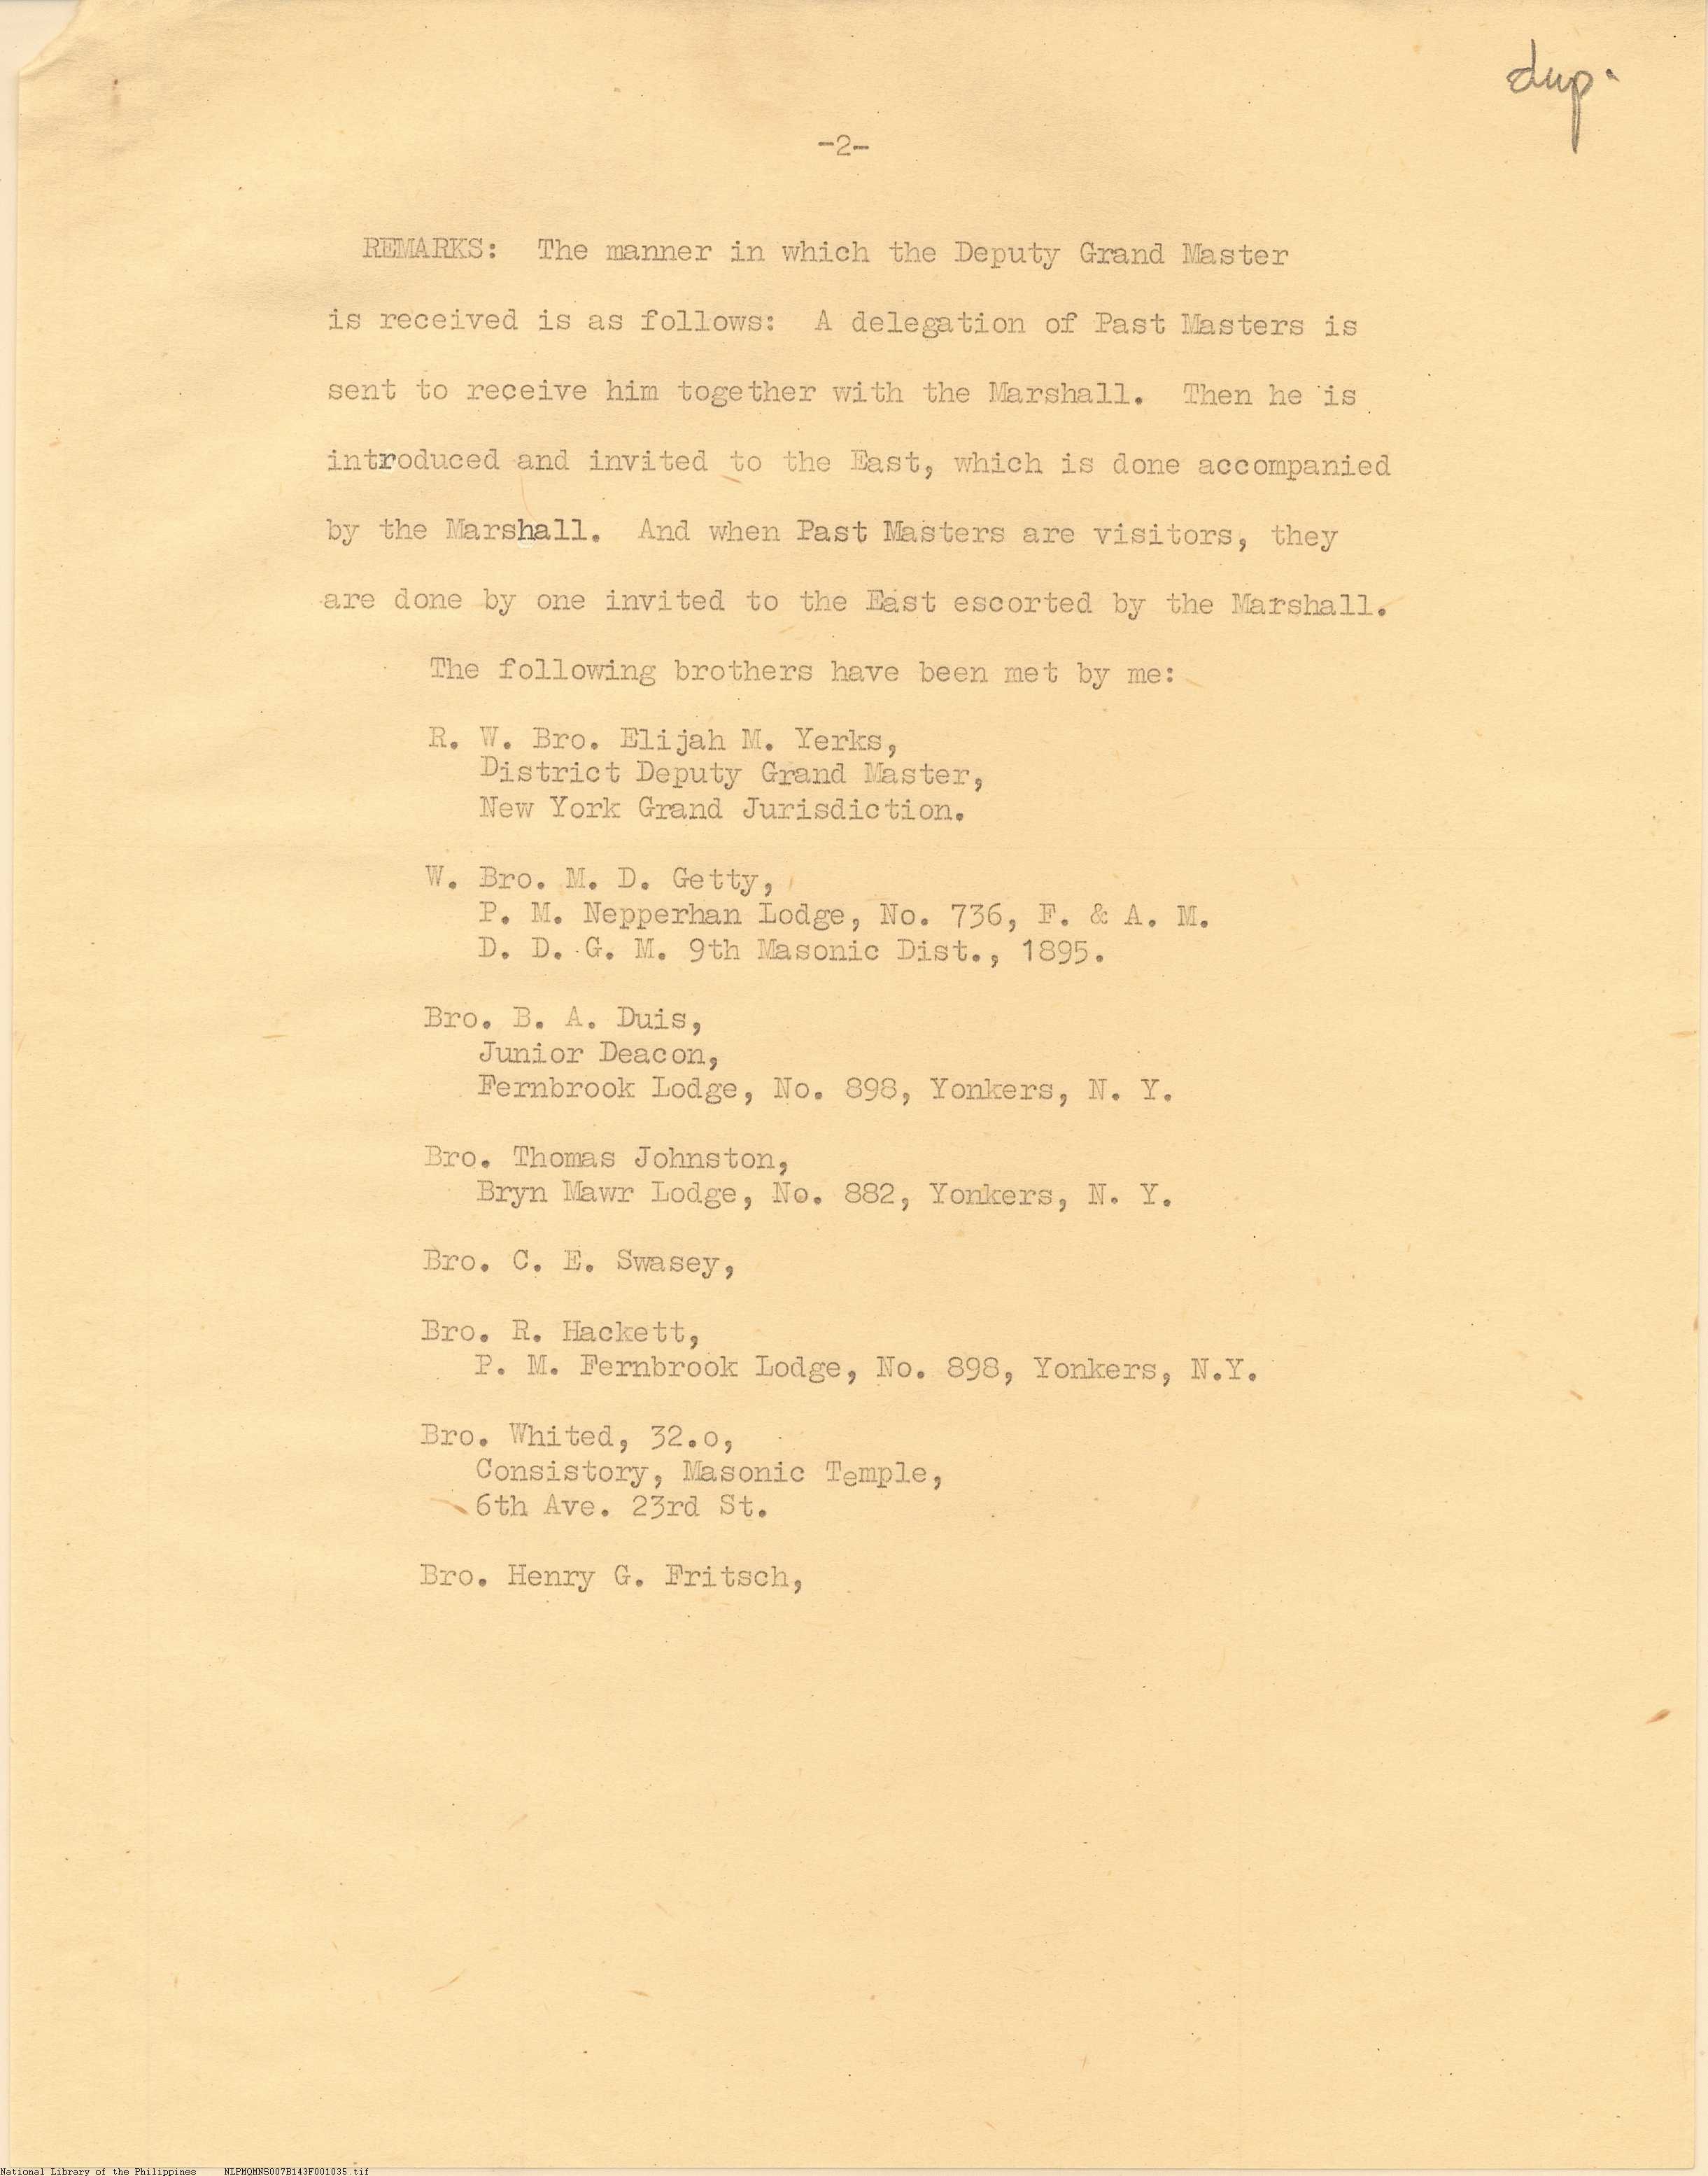 dup.
-2-
REMARKS: The manner in which the Deputy Grand Master
is received is as follows: A delegation of Past Masters is
sent to receive him together with the Marshall. Then he is
introduced and invited to the East, which is done accompanied
by the Marshall. And when Past Masters are visitors, they
are done by one invited to the East escorted by the Marshall.
The following brothers have been met by me:
R. W. Bro. Elijah M. Yerks,
District Deputy Grand Master,
New York Grand Jurisdiction.
W. Bro. M. D. Getty,
P. M. Nepperhan Lodge, No. 736, F. & A. M.
D. D. G. M. 9th Masonic Dist., 1895.
Bro. B. A. Duis,
Junior Deacon,
Fernbrook Lodge, No. 898, Yonkers, N. Y.
Bro. Thomas Johnston,
Bryn Mawr Lodge, No. 882, Yonkers, N. Y.
Bro. C. E. Swasey,
Bro. R. Hackett,
P. M. Fernbrook Lodge, No. 898, Yonkers, N.Y.
Bro. Whited, 32.o,
Consistory, Masonic Temple,
6th Ave. 23rd St.
Bro. Henry G. Fritsch,
National Library of the Philippines NLPMQMNS007B143F001035.tif